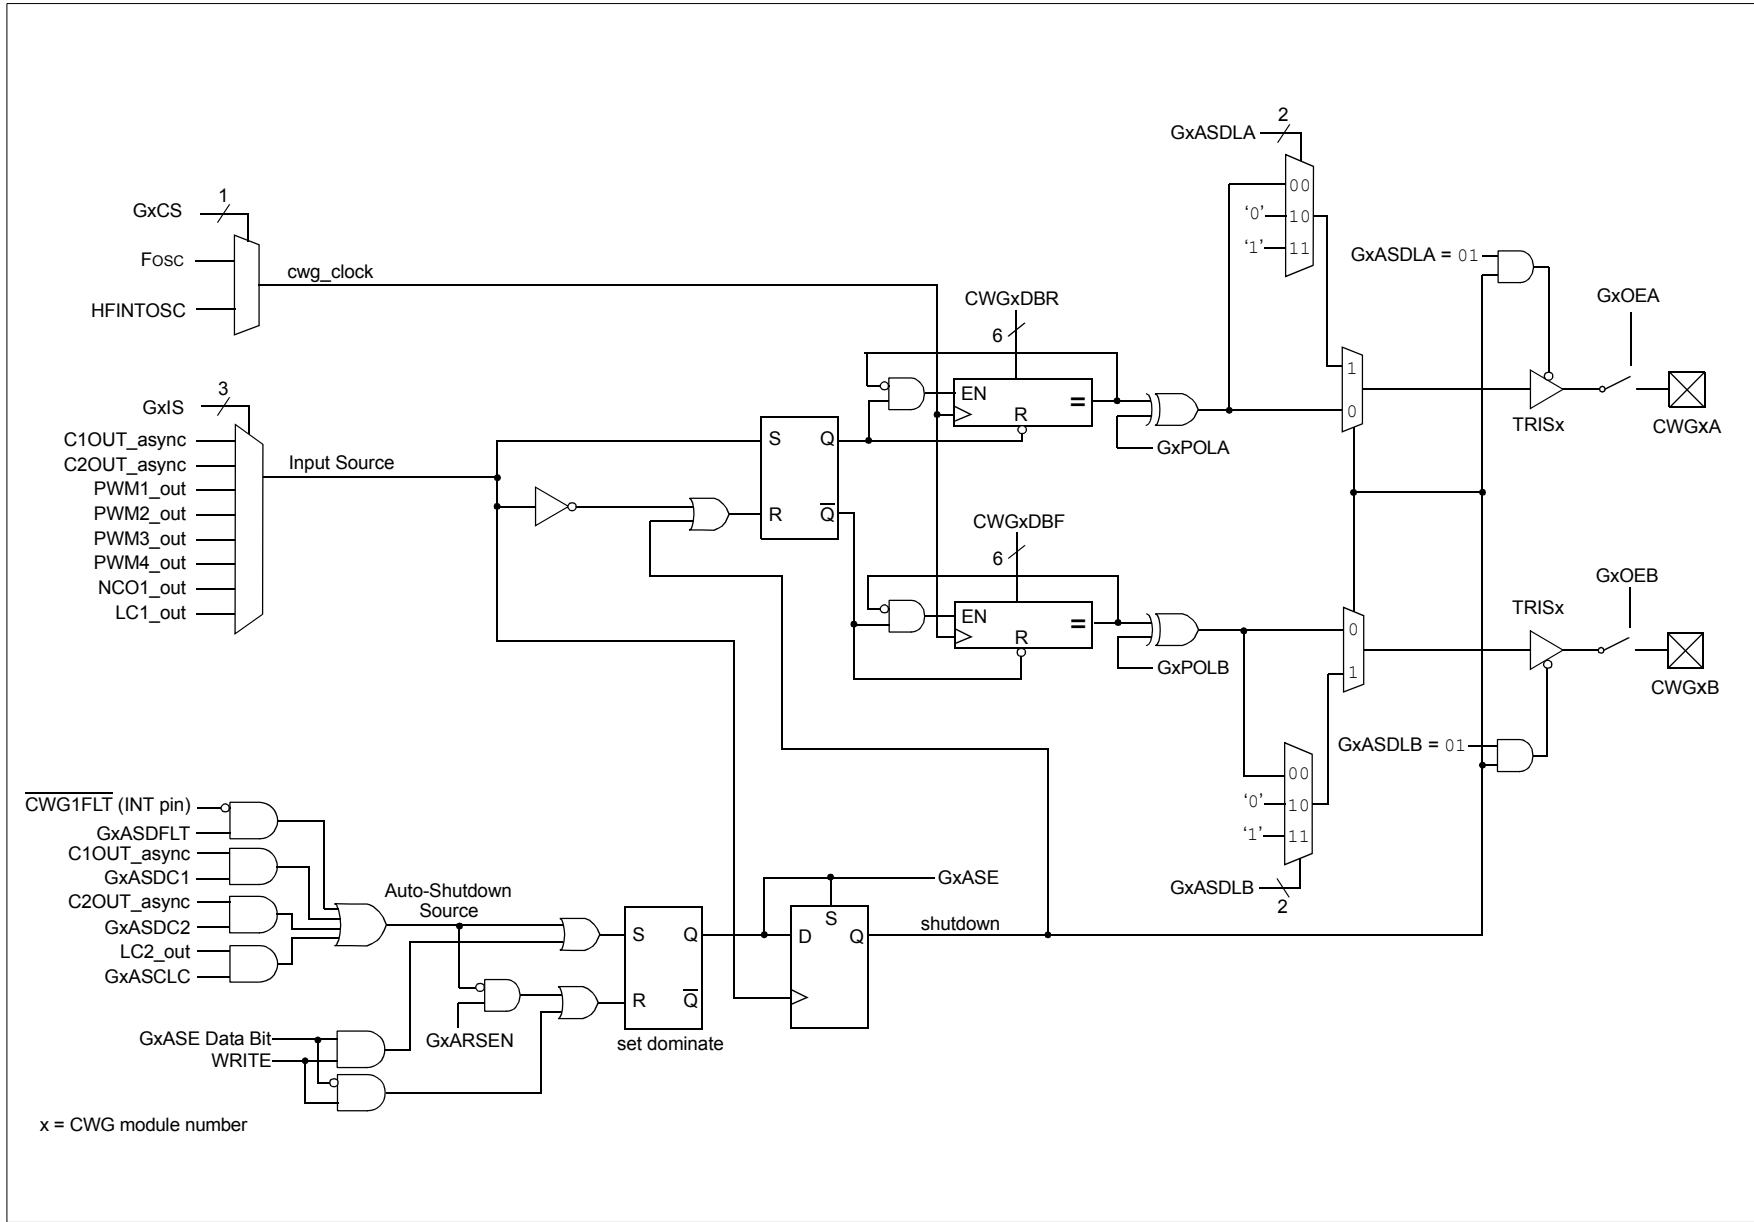 GxASDLA
2
GxCS
1
FOSC
HFINTOSC
cwg_clock
00
'0'
10
'1'
11
GxASDLA = 01
GxOEA
CWGxDBR
6
EN
R
=
1
0
TRISx
CWGxA
GxPOLA
3
GxIS
C1OUT_async
C2OUT_async
PWM1_out
PWM2_out
PWM3_out
PWM4_out
NCO1_out
LC1_out
Input Source
S
Q
R
Q
CWGxDBF
6
EN
R
=
GxPOLB
0
1
TRISx
GxOEB
CWGxB
GxASDLB = 01
00
'0'
10
'1'
11
GxASDLB
2
CWG1FLT (INT pin)
GxASDFLT
C1OUT_async
GxASDC1
C2OUT_async
GxASDC2
LC2_out
GxASCLC
Auto-Shutdown
Source
S
Q
R
Q
set dominate
GxARSEN
GxASE
S
D
Q
shutdown
GxASE Data Bit
WRITE
x = CWG module number